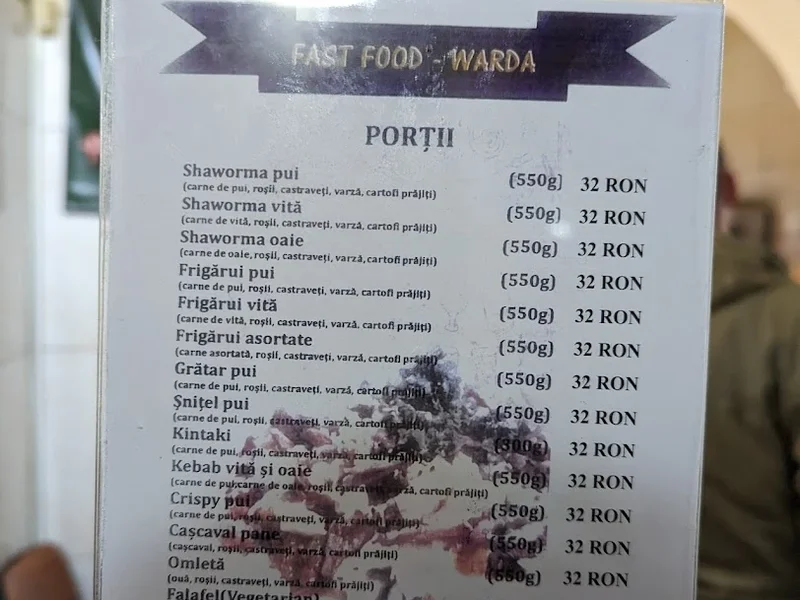 FAST FOOD - WARDA
PORȚII
Shaworma pui (550g) 32 RON
(carne de pui, roșii, castraveți, varză, cartofi prăjiți)
Shaworma vită (550g) 32 RON
(carne de vită, roșii, castraveți, varză, cartofi prăjiți)
Shaworma oaie (550g) 32 RON
(carne de oaie, roșii, castraveți, varză, cartofi prăjiți)
Frigărui pui (550g) 32 RON
(carne de pui, roșii, castraveți, varză, cartofi prăjiți)
Frigărui vită (550g) 32 RON
(carne de vită, roșii, castraveți, varză, cartofi prăjiți)
Frigărui asortate (550g) 32 RON
(carne asortată, roșii, castraveți, varză, cartofi prăjiți)
Grătar pui (550g) 32 RON
(carne de pui, roșii, castraveți, varză, cartofi prăjiți)
Șnițel pui (550g) 32 RON
(carne de pui, roșii, castraveți, varză, cartofi prăjiți)
Kintaki (300g) 32 RON
(carne de pui, roșii, castraveți, varză, cartofi prăjiți)
Kebab vită și oaie (550g) 32 RON
(carne de pui;carne de oaie, roșii, castraveți, varză, cartofi prăjiți)
Crispy pui (550g) 32 RON
(carne de pui, roșii, castraveți, varză, cartofi prăjiți)
Cașcaval pane (550g) 32 RON
(cașcaval, roșii, castraveți, varză, cartofi prăjiți)
Omletă (550g) 32 RON
(ouă, roșii, castraveți, varză, cartofi prăjiți)
Falafel(Vegetarian)